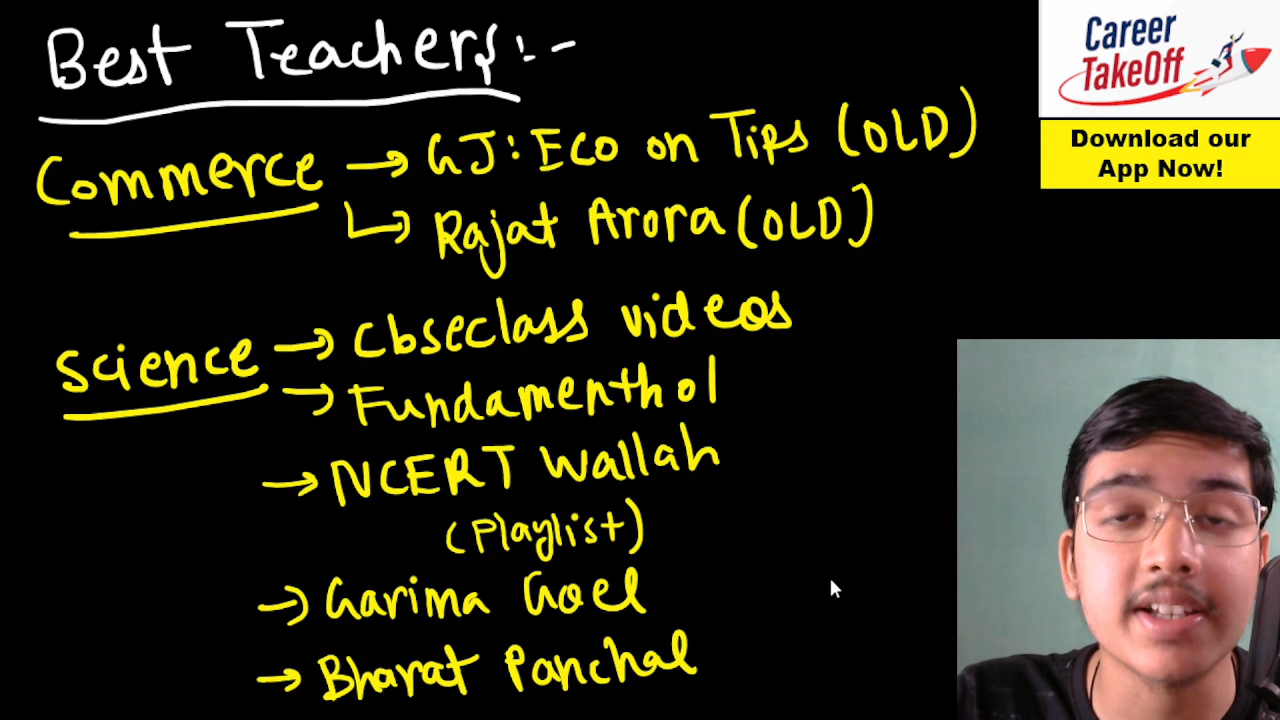 Best Teachers:-
Commerce → GJ: Eco on Tips (OLD)
↳ Rajat Arora (OLD)
Science → Cbseclass videos
→ Fundamenthol
→ NCERT Wallah
(Playlist)
→ Garima Goel
→ Bharat Panchal
Career
TakeOff
Download our
App Now!